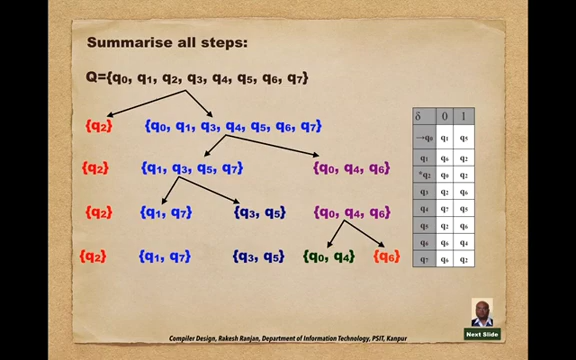 Summarise all steps:
Q={q0, q1, q2, q3, q4, q5, q6, q7}
{q2} {q0, q1, q3, q4, q5, q6, q7}
{q2} {q1, q3, q5, q7} {q0, q4, q6}
{q2} {q1, q7} {q3, q5} {q0, q4, q6}
{q2} {q1, q7} {q3, q5} {q0, q4} {q6}
δ 0 1
→q0 q1 q5
q1 q6 q2
*q2 q0 q2
q3 q2 q6
q4 q7 q5
q5 q2 q6
q6 q6 q4
q7 q6 q2
Next Slide
Compiler Design, Rakesh Ranjan, Department of Information Technology, PSIT, Kanpur